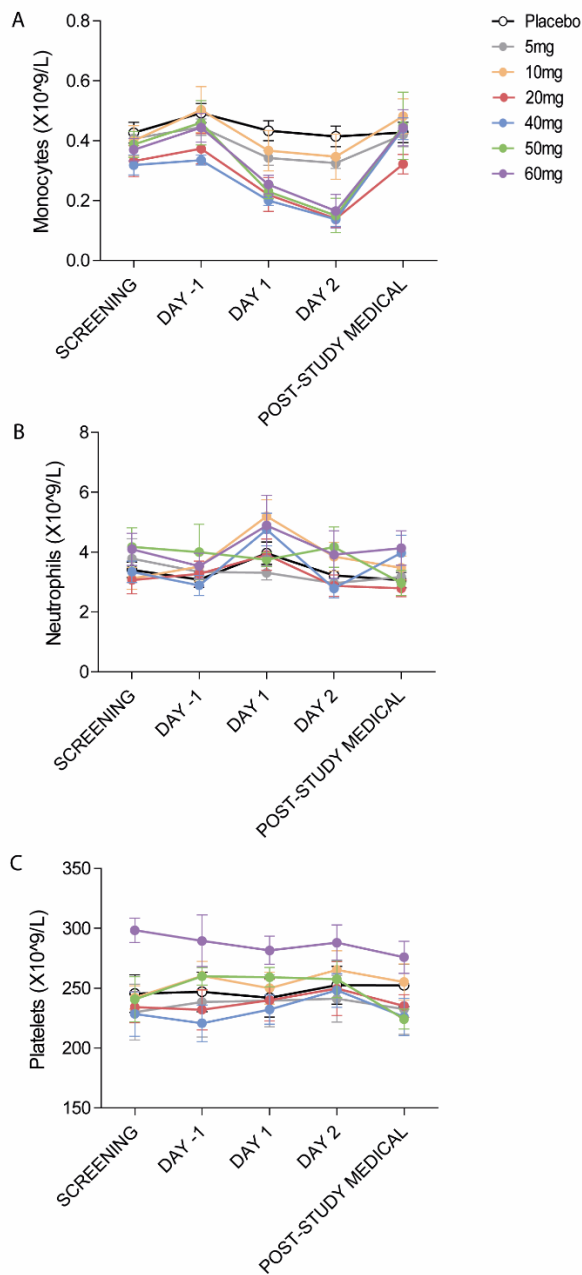 A
Monocytes (X10^9/L)
0.8
0.6
0.4
0.2
0.0
SCREENING
DAY -1
DAY 1
DAY 2
POST-STUDY MEDICAL
Placebo
5mg
10mg
20mg
40mg
50mg
60mg
B
Neutrophils (X10^9/L)
8
6
4
2
0
SCREENING
DAY -1
DAY 1
DAY 2
POST-STUDY MEDICAL
C
Platelets (X10^9/L)
350
300
250
200
150
SCREENING
DAY -1
DAY 1
DAY 2
POST-STUDY MEDICAL